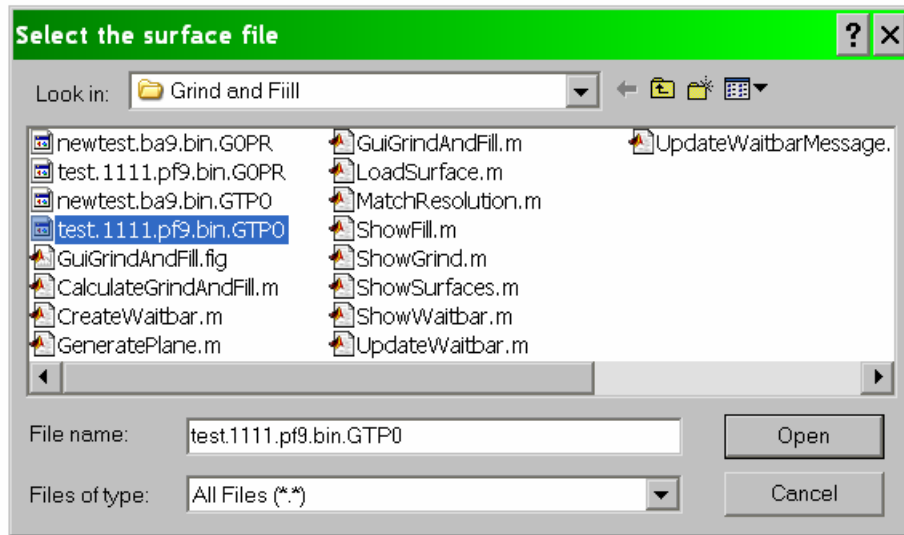 Select the surface file
Look in: Grind and Fiill
newtest.ba9.bin.G0PR
test.1111.pf9.bin.G0PR
newtest.ba9.bin.GTP0
test.1111.pf9.bin.GTP0
GuiGrindAndFill.fig
CalculateGrindAndFill.m
CreateWaitbar.m
GeneratePlane.m
GuiGrindAndFill.m
LoadSurface.m
MatchResolution.m
ShowFill.m
ShowGrind.m
ShowSurfaces.m
ShowWaitbar.m
UpdateWaitbar.m
UpdateWaitbarMessage.
File name: test.1111.pf9.bin.GTP0
Open
Files of type: All Files (*.*)
Cancel